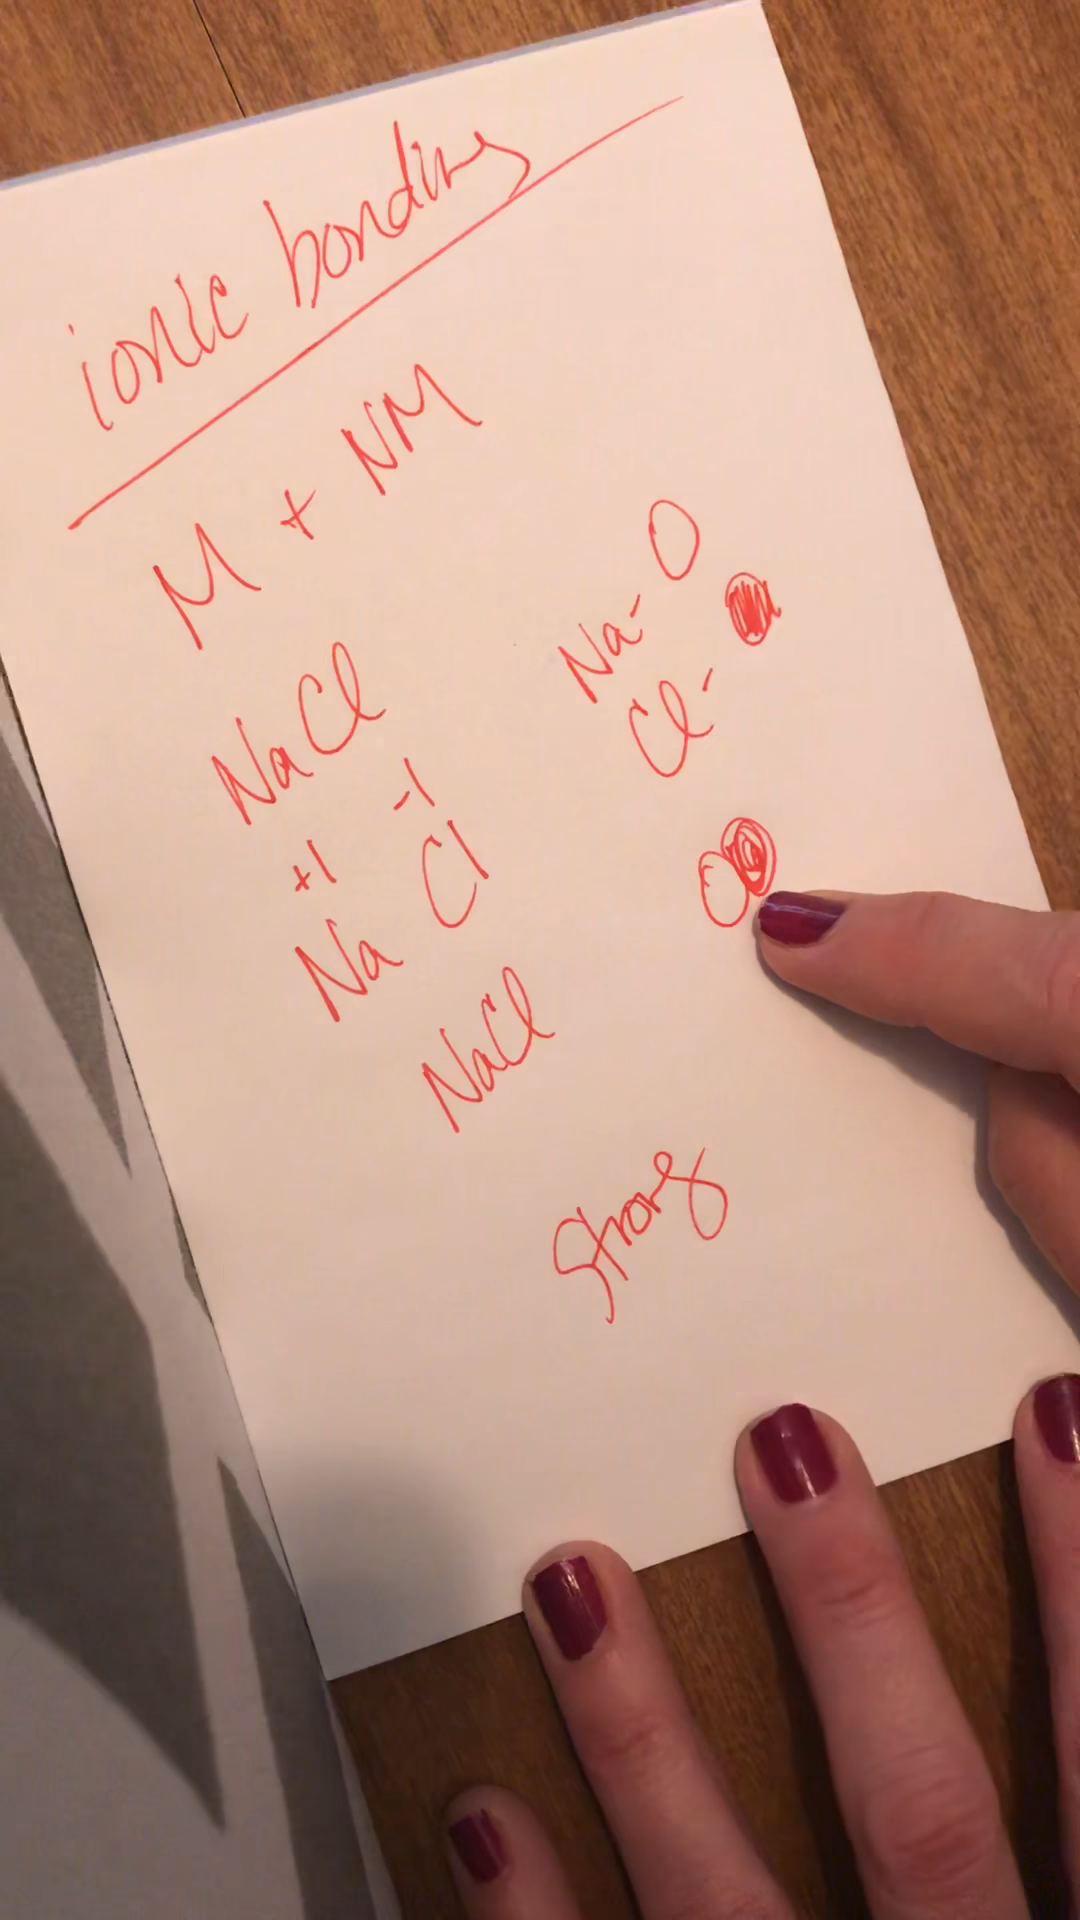 ionic bonding
M + NM
NaCl
+1 -1
Na Cl
NaCl
Na-
Cl-
Strong